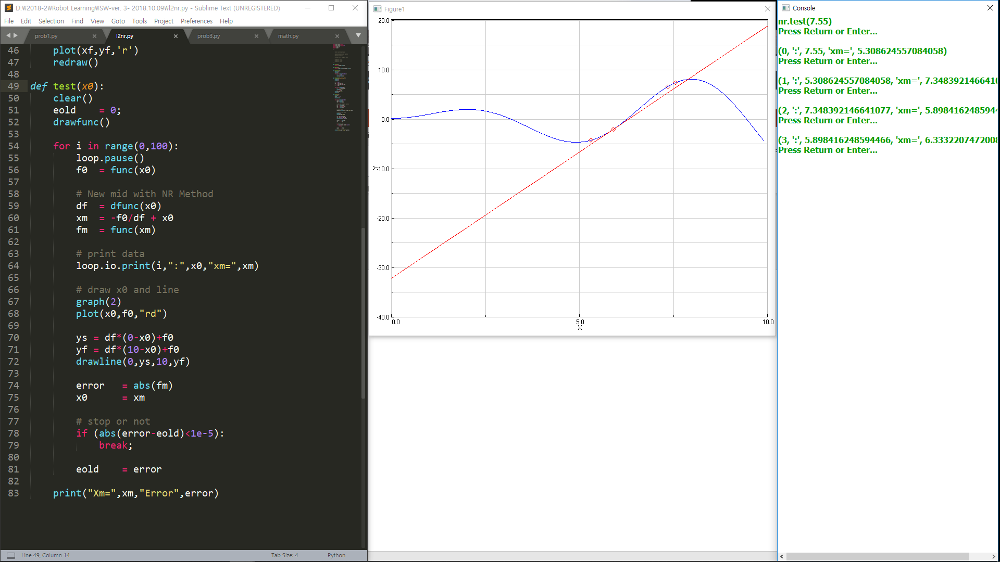 D:₩2018-2₩Robot Learning₩SW-ver. 3- 2018.10.09₩l2nr.py - Sublime Text (UNREGISTERED)
File Edit Selection Find View Goto Tools Project Preferences Help
prob1.py l2nr.py prob3.py math.py
46 plot(xf,yf,'r')
47 redraw()
48
49 def test(x0):
50 clear()
51 eold = 0;
52 drawfunc()
53
54 for i in range(0,100):
55 loop.pause()
56 f0 = func(x0)
57
58 # New mid with NR Method
59 df = dfunc(x0)
60 xm = -f0/df + x0
61 fm = func(xm)
62
63 # print data
64 loop.io.print(i,":",x0,"xm=",xm)
65
66 # draw x0 and line
67 graph(2)
68 plot(x0,f0,"rd")
69
70 ys = df*(0-x0)+f0
71 yf = df*(10-x0)+f0
72 drawline(0,ys,10,yf)
73
74 error = abs(fm)
75 x0 = xm
76
77 # stop or not
78 if (abs(error-eold)<1e-5):
79 break;
80
81 eold = error
82
83 print("Xm=",xm,"Error",error)
Line 49, Column 14 Tab Size: 4 Python
Figure1
20.0
10.0
0.0
Y
-10.0
-20.0
-30.0
-40.0
0.0 5.0 10.0
X
Console
nr.test(7.55)
Press Return or Enter...
(0, ':', 7.55, 'xm=', 5.308624557084058)
Press Return or Enter...
(1, ':', 5.308624557084058, 'xm=', 7.3483921466410
Press Return or Enter...
(2, ':', 7.348392146641077, 'xm=', 5.8984162485944
Press Return or Enter...
(3, ':', 5.898416248594466, 'xm=', 6.3332207472008
Press Return or Enter...